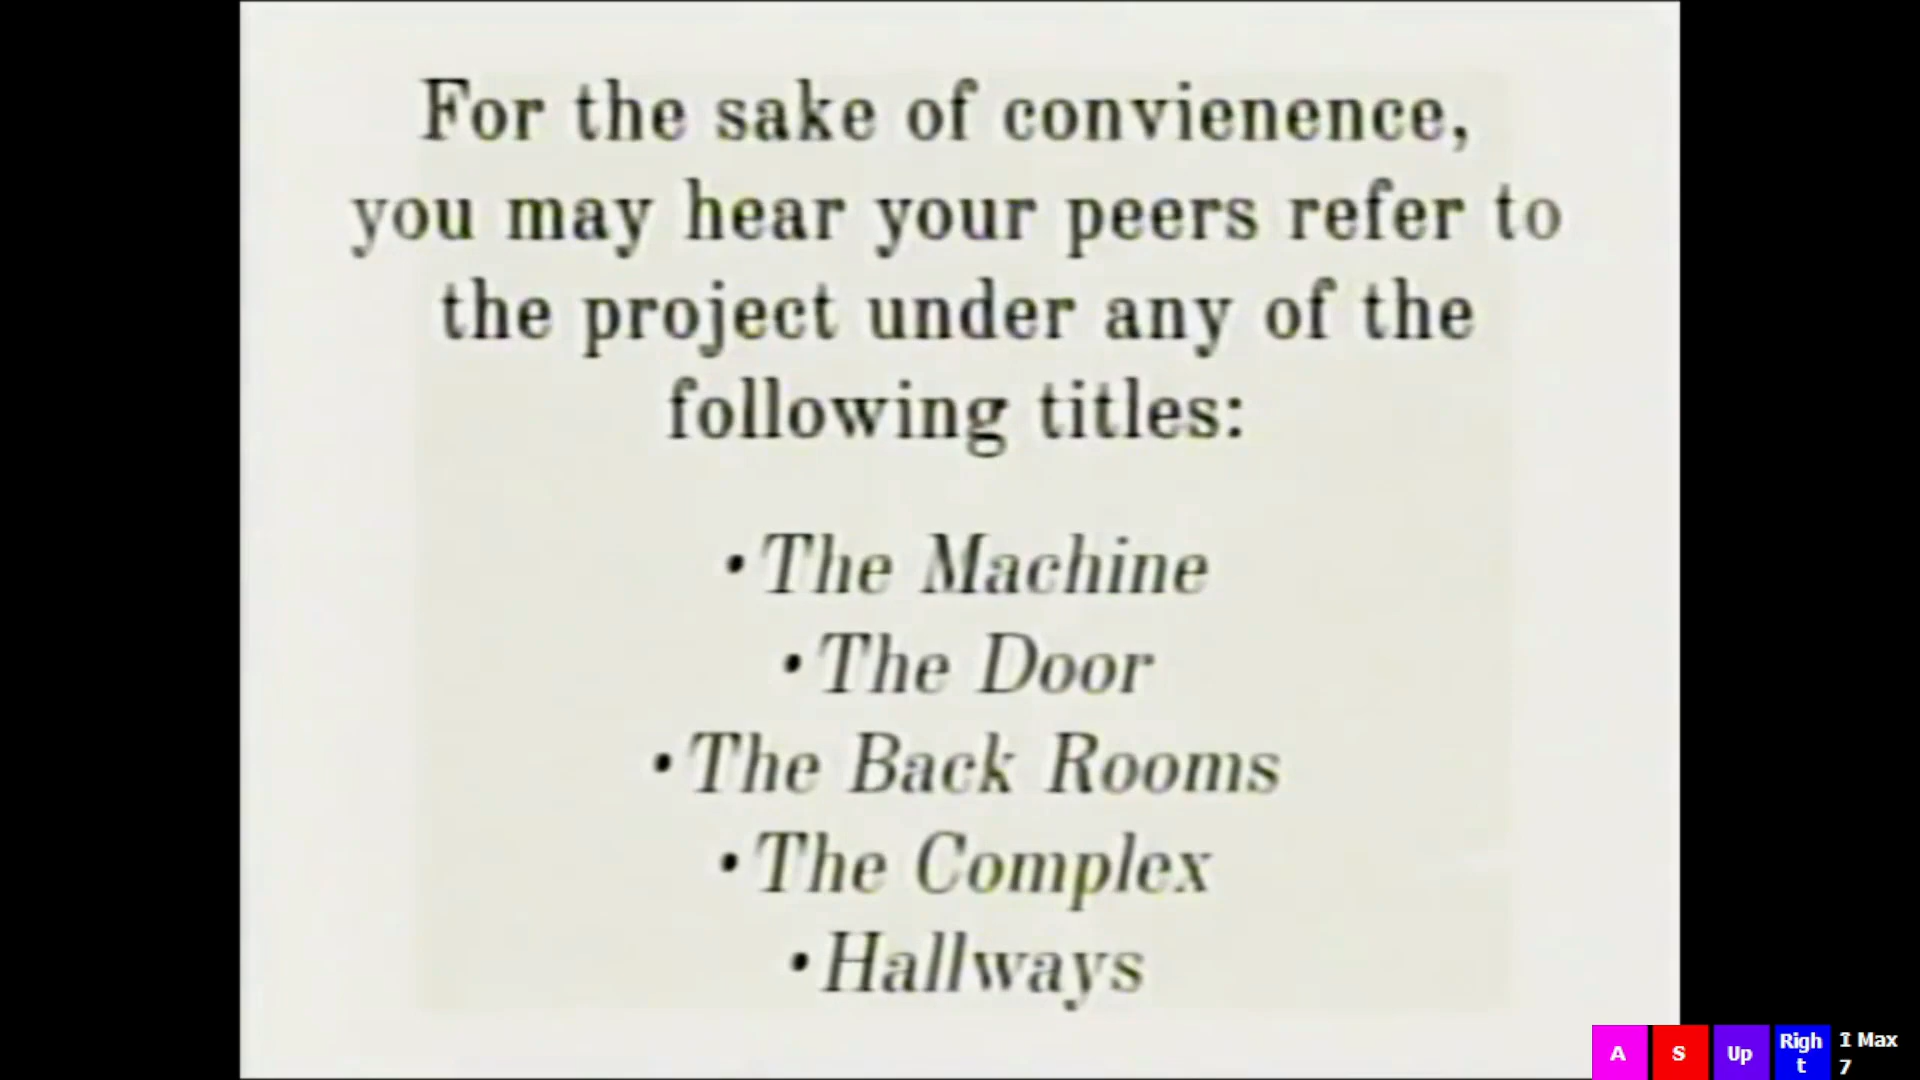 For the sake of convienence,
you may hear your peers refer to
the project under any of the
following titles:
•The Machine
•The Door
•The Back Rooms
•The Complex
•Hallways
A S Up Righ Max
t 7